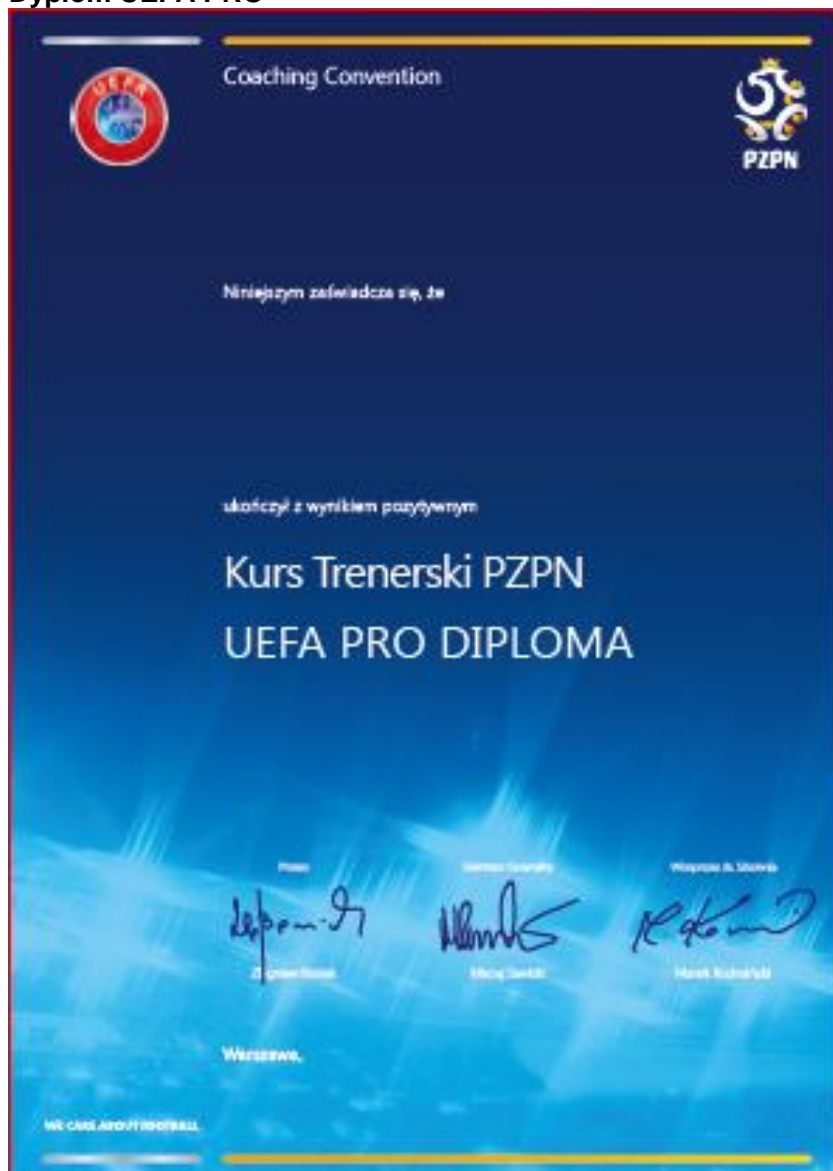 Dyplom UEFA PRO
UEFA
Coaching Convention
PZPN
Niniejszym zaświadcza się, że
ukończył z wynikiem pozytywnym
Kurs Trenerski PZPN
UEFA PRO DIPLOMA
Prezes
Sekretarz Generalny
Wiceprezes ds. Szkolenia
Zbigniew Boniek
Maciej Sawicki
Marek Koźmiński
Warszawa,
WE CARE ABOUT FOOTBALL